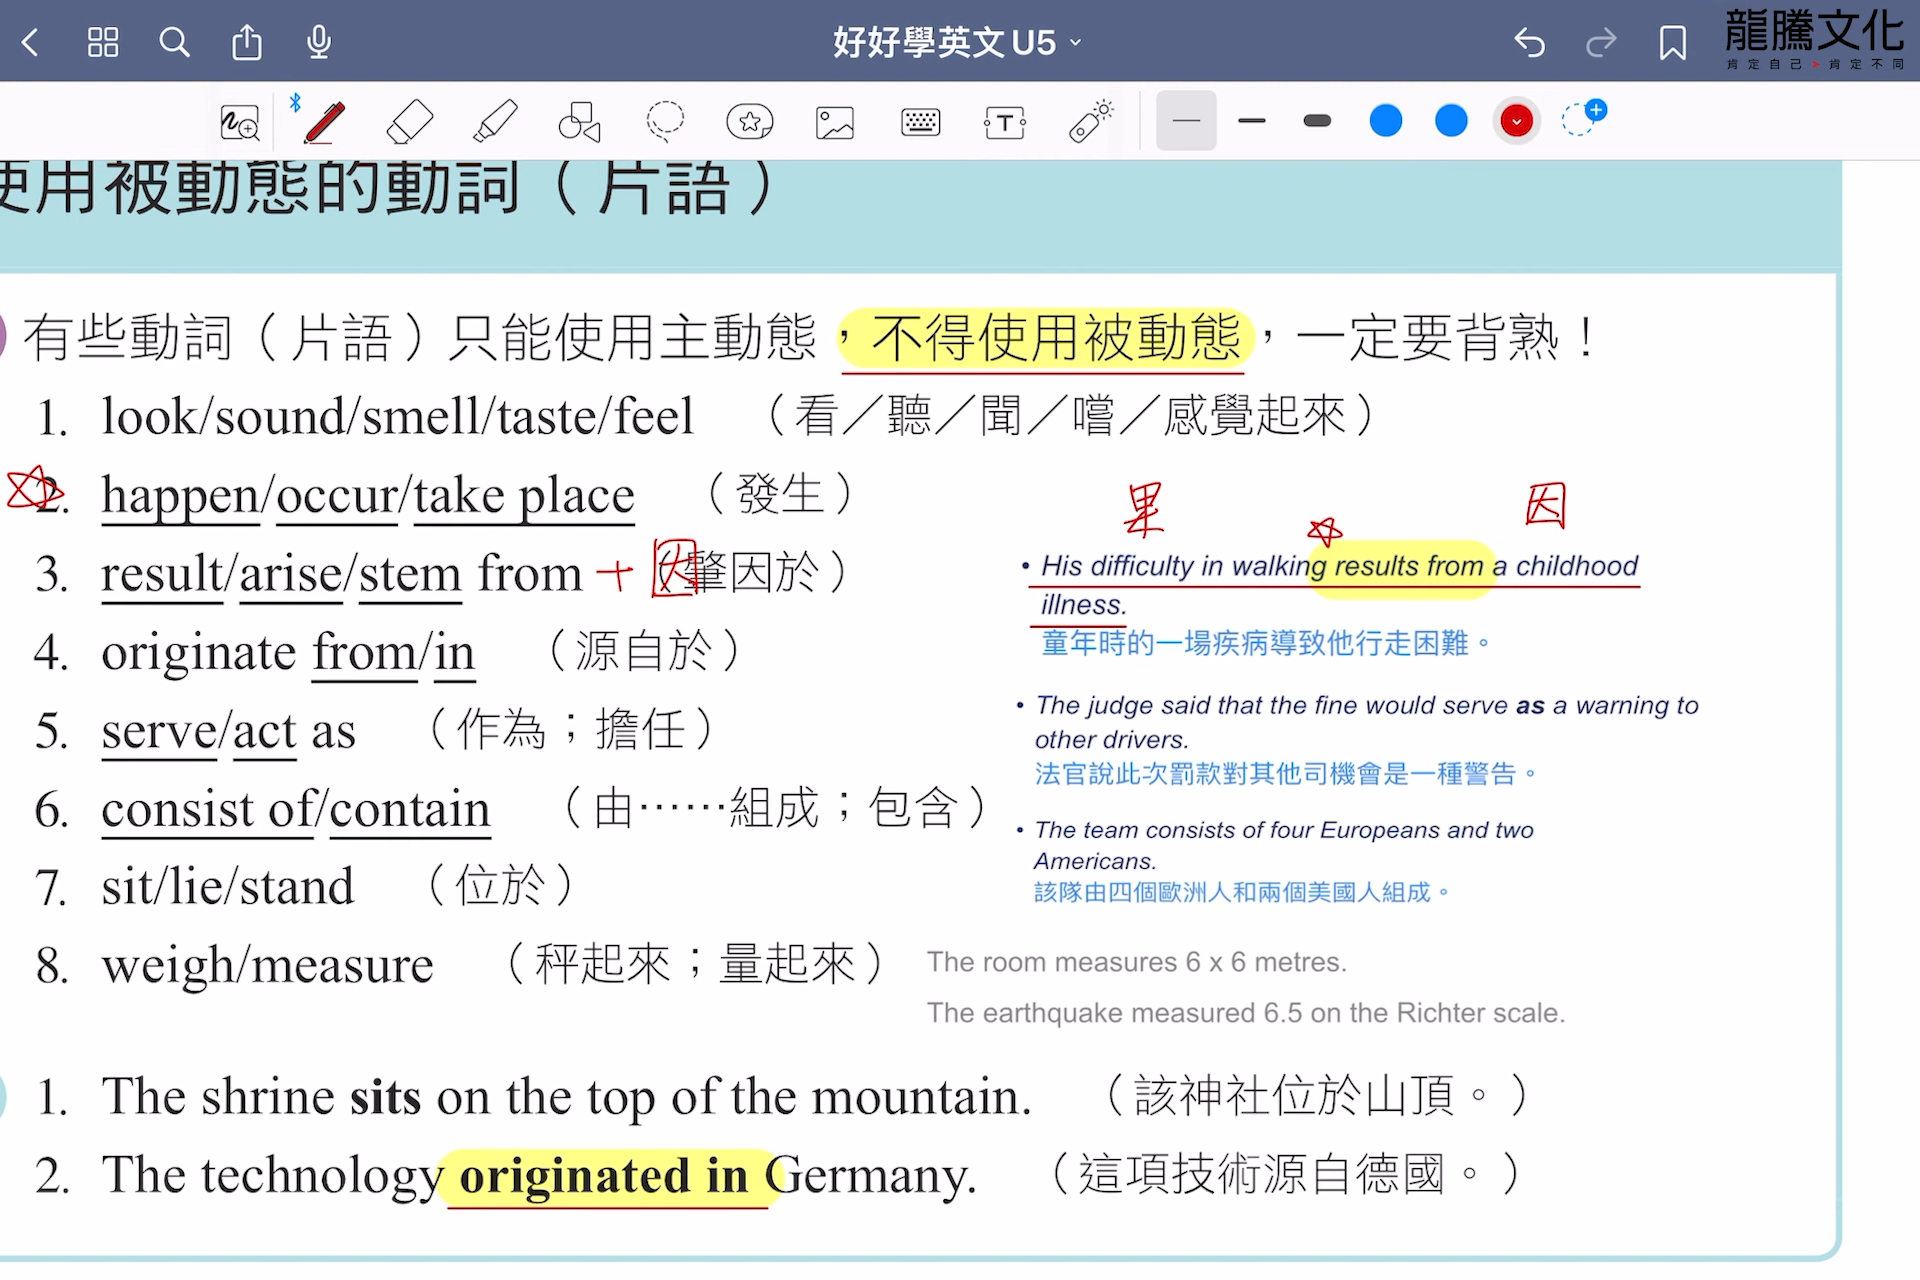 好好學英文 U5
龍騰文化
肯定自己 肯定不同
使用被動態的動詞（片語）
有些動詞（片語）只能使用主動態，不得使用被動態，一定要背熟！
1. look/sound/smell/taste/feel （看／聽／聞／嚐／感覺起來）
2. happen/occur/take place （發生）
3. result/arise/stem from + 因 （肇因於）
4. originate from/in （源自於）
5. serve/act as （作為；擔任）
6. consist of/contain （由……組成；包含）
7. sit/lie/stand （位於）
8. weigh/measure （秤起來；量起來）
果 因
• His difficulty in walking results from a childhood
illness.
童年時的一場疾病導致他行走困難。
• The judge said that the fine would serve as a warning to
other drivers.
法官說此次罰款對其他司機會是一種警告。
• The team consists of four Europeans and two
Americans.
該隊由四個歐洲人和兩個美國人組成。
The room measures 6 x 6 metres.
The earthquake measured 6.5 on the Richter scale.
1. The shrine sits on the top of the mountain. （該神社位於山頂。）
2. The technology originated in Germany. （這項技術源自德國。）